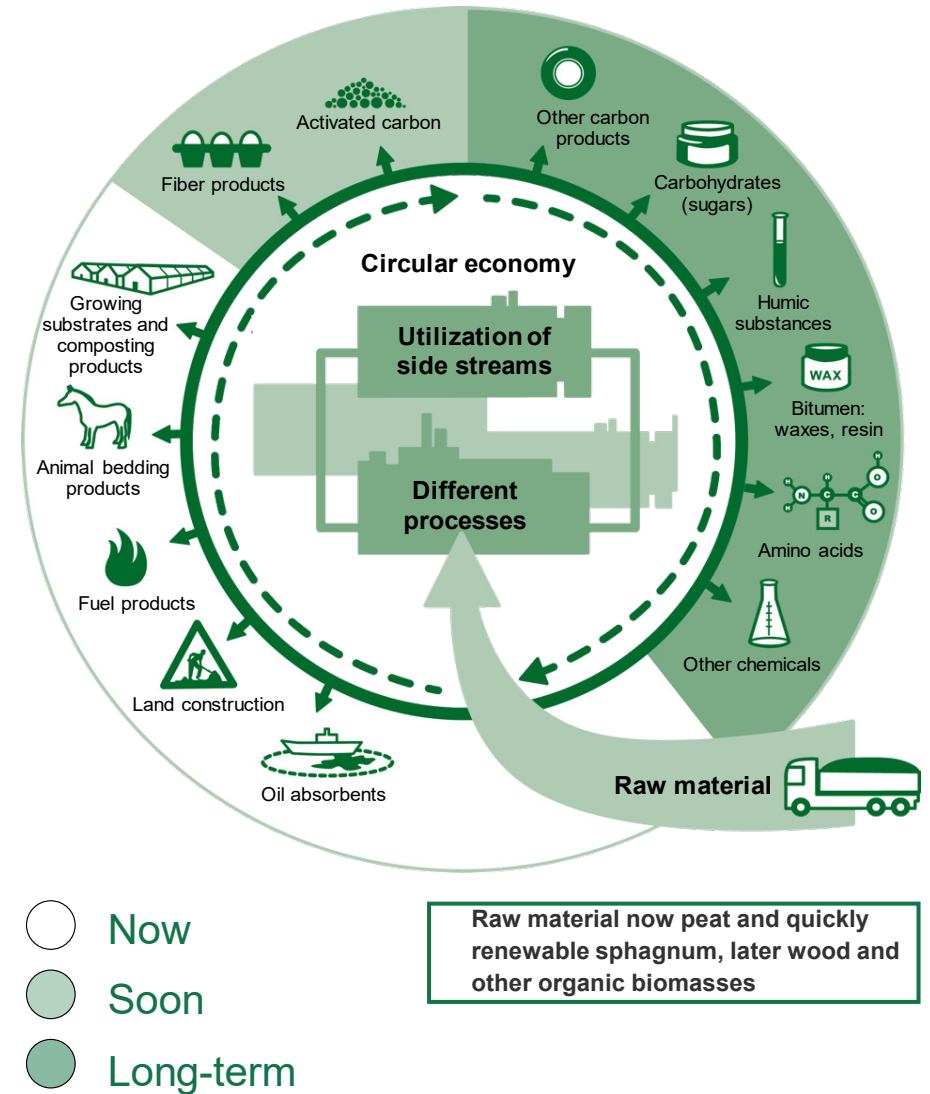 Activated carbon
Fiber products
Other carbon
products
Carbohydrates
(sugars)
Humic
substances
WAX
Bitumen:
waxes, resin
H
H
N
C
C
O
H
O
R
H
Amino acids
Other chemicals
Circular economy
Utilization of
side streams
Different
processes
Growing
substrates and
composting
products
Animal bedding
products
Fuel products
Land construction
Oil absorbents
Raw material
Now
Soon
Long-term
Raw material now peat and quickly
renewable sphagnum, later wood and
other organic biomasses